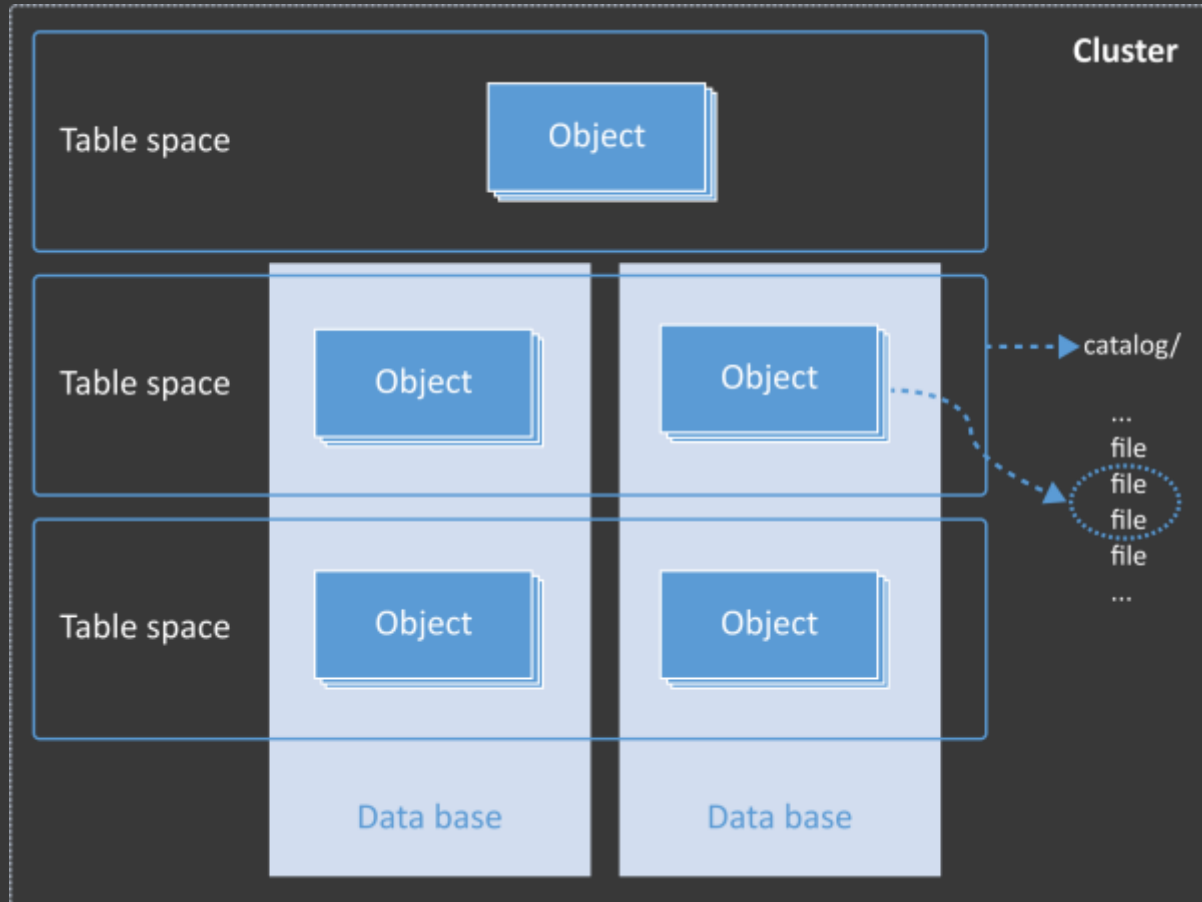 Cluster
Table space
Object
Table space
Object
Object
catalog/
...
file
file
file
file
...
Table space
Object
Object
Data base
Data base